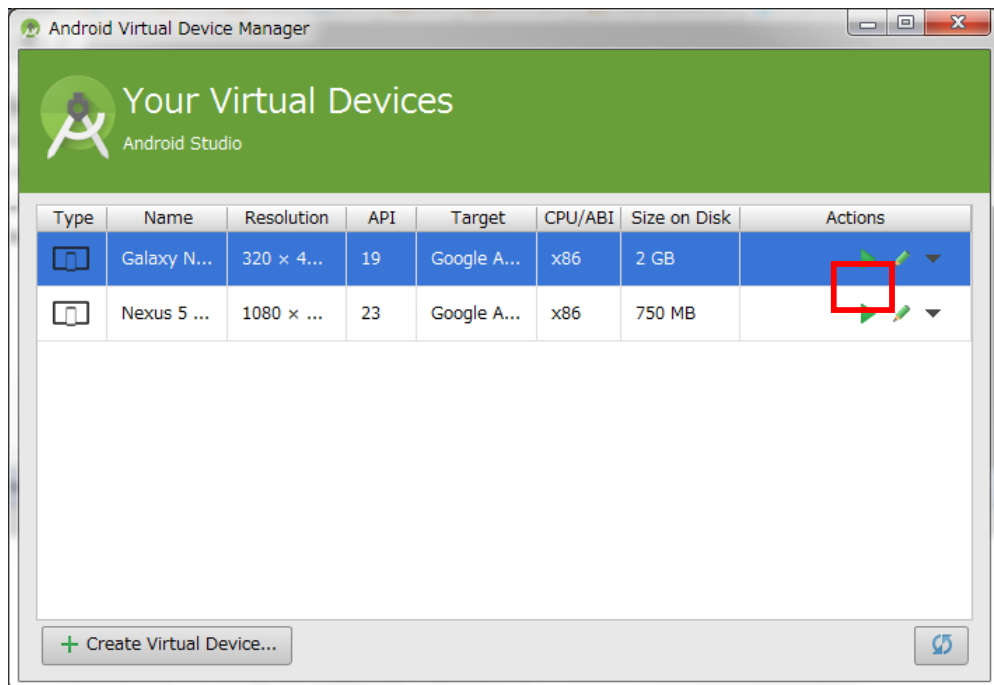 Android Virtual Device Manager
Your Virtual Devices
Android Studio
Type Name Resolution API Target CPU/ABI Size on Disk Actions
Galaxy N... 320 × 4... 19 Google A... x86 2 GB
Nexus 5 ... 1080 × ... 23 Google A... x86 750 MB
Create Virtual Device...